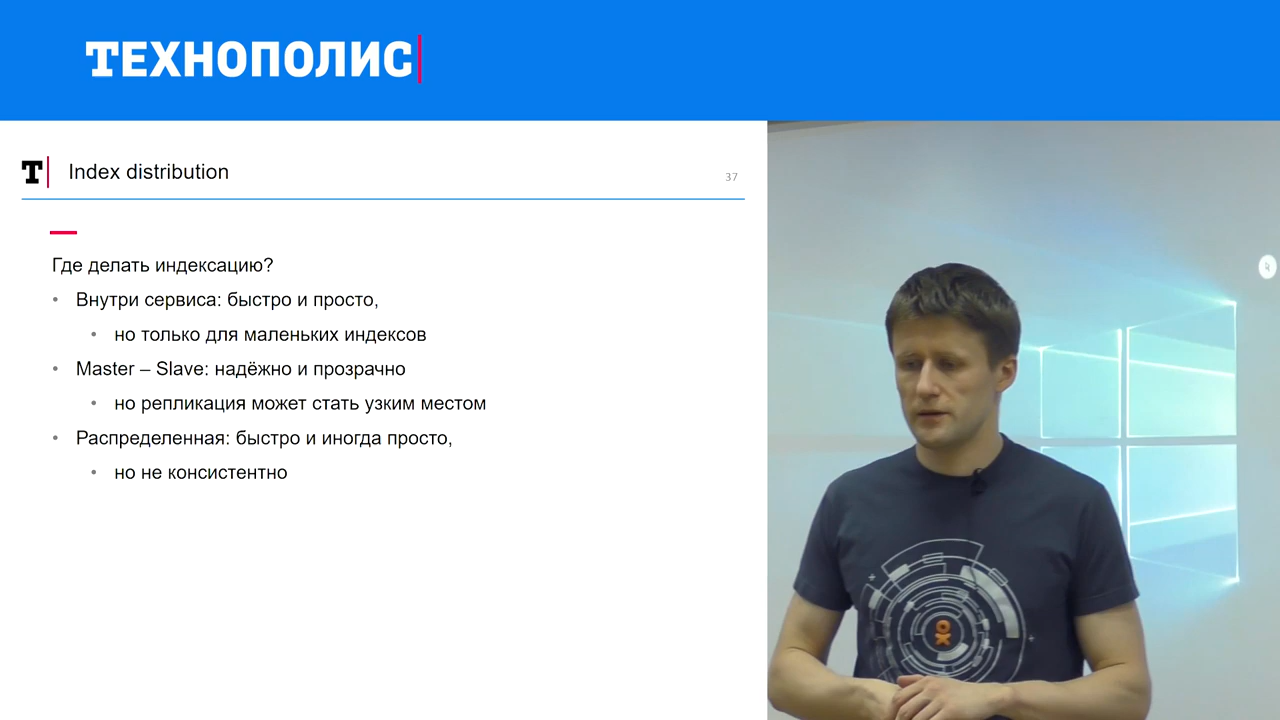 ТЕХНОПОЛИС
Т
Index distribution
37
Где делать индексацию?
• Внутри сервиса: быстро и просто,
• но только для маленьких индексов
• Master – Slave: надёжно и прозрачно
• но репликация может стать узким местом
• Распределенная: быстро и иногда просто,
• но не консистентно